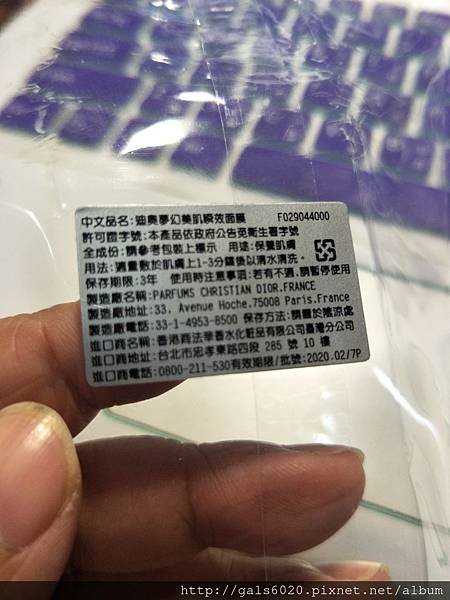 中文品名:迪奧夢幻美肌瞬效面膜 F029044000
許可證字號:本產品依政府公告免衛生署字號
全成份:請參考包裝上標示 用途:保養肌膚
用法:適量敷於肌膚上1-3分鐘後以清水清洗。
保存期限:3年 使用時注意事項:若有不適,請暫停使用
製造廠名稱:PARFUMS CHRISTIAN DIOR.FRANCE
製造廠地址:33, Avenue Hoche.75008 Paris.France
製造廠電話:33-1-4953-8500 保存方法:請置於陰涼處
進口商名稱:香港商法華香水化粧品有限公司臺灣分公司
進口商地址:台北市忠孝東路四段 285 號 10 樓
進口商電話:0800-211-530有效期限/批號:2020.02/7P
http://gals6020.pixnet.net/album